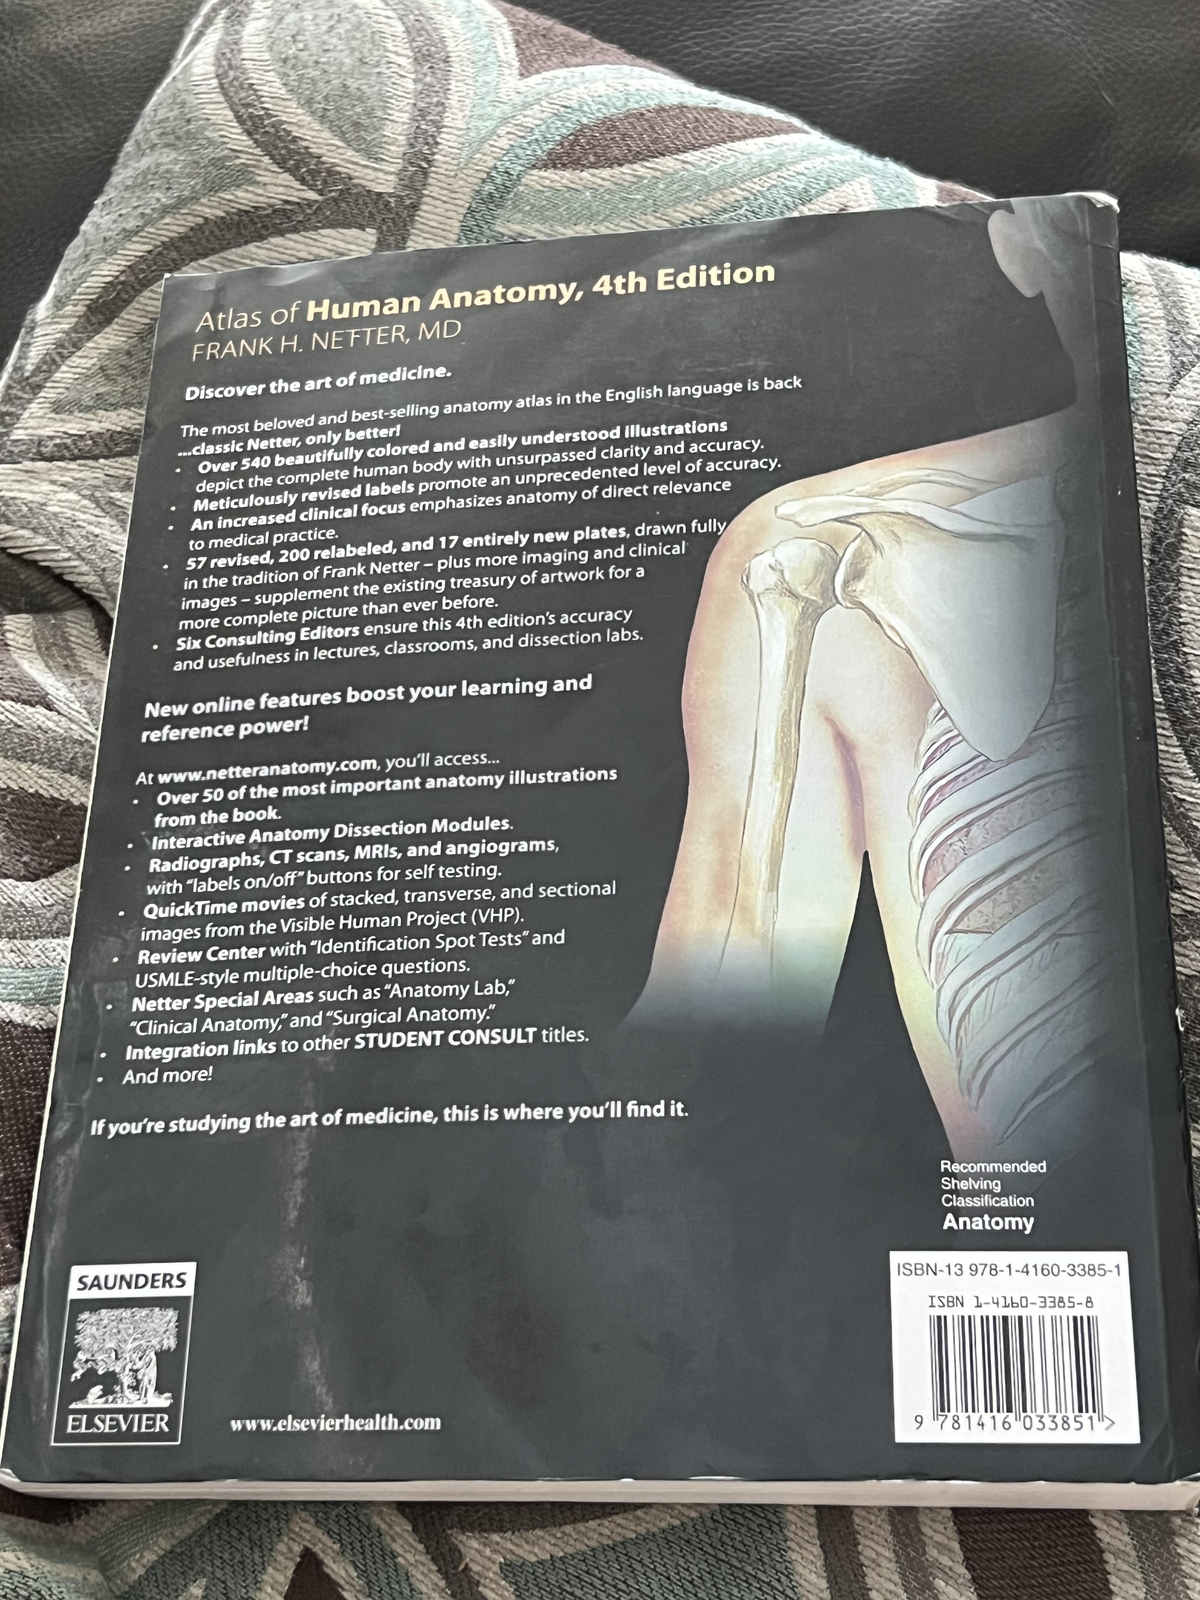 Atlas of Human Anatomy, 4th Edition
FRANK H. NETTER, MD
Discover the art of medicine.
The most beloved and best-selling anatomy atlas in the English language is back
...classic Netter, only better!
• Over 540 beautifully colored and easily understood illustrations
depict the complete human body with unsurpassed clarity and accuracy.
• Meticulously revised labels promote an unprecedented level of accuracy.
• An increased clinical focus emphasizes anatomy of direct relevance
to medical practice.
• 57 revised, 200 relabeled, and 17 entirely new plates, drawn fully
in the tradition of Frank Netter – plus more imaging and clinical
images – supplement the existing treasury of artwork for a
more complete picture than ever before.
• Six Consulting Editors ensure this 4th edition's accuracy
and usefulness in lectures, classrooms, and dissection labs.
New online features boost your learning and
reference power!
At www.netteranatomy.com, you'll access...
• Over 50 of the most important anatomy illustrations
from the book.
• Interactive Anatomy Dissection Modules.
• Radiographs, CT scans, MRIs, and angiograms,
with "labels on/off" buttons for self testing.
• QuickTime movies of stacked, transverse, and sectional
images from the Visible Human Project (VHP).
• Review Center with "Identification Spot Tests" and
USMLE-style multiple-choice questions.
• Netter Special Areas such as "Anatomy Lab,"
"Clinical Anatomy," and "Surgical Anatomy."
• Integration links to other STUDENT CONSULT titles.
• And more!
If you're studying the art of medicine, this is where you'll find it.
Recommended
Shelving
Classification
Anatomy
ISBN-13 978-1-4160-3385-1
ISBN 1-4160-3385-8
9 781416 033851 >
SAUNDERS
ELSEVIER
www.elsevierhealth.com